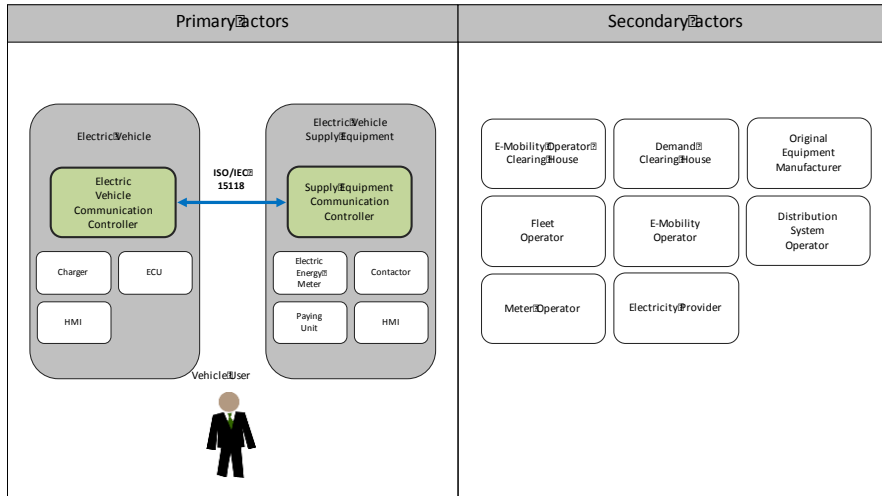 Primary actors
Secondary actors
Electric Vehicle
Electric
Vehicle
Communication
Controller
Charger
ECU
HMI
ISO/IEC
15118
Electric Vehicle
Supply Equipment
Supply Equipment
Communication
Controller
Electric
Energy
Meter
Contactor
Paying
Unit
HMI
Vehicle User
E-Mobility Operator
Clearing House
Demand
Clearing House
Original
Equipment
Manufacturer
Fleet
Operator
E-Mobility
Operator
Distribution
System
Operator
Meter Operator
Electricity Provider